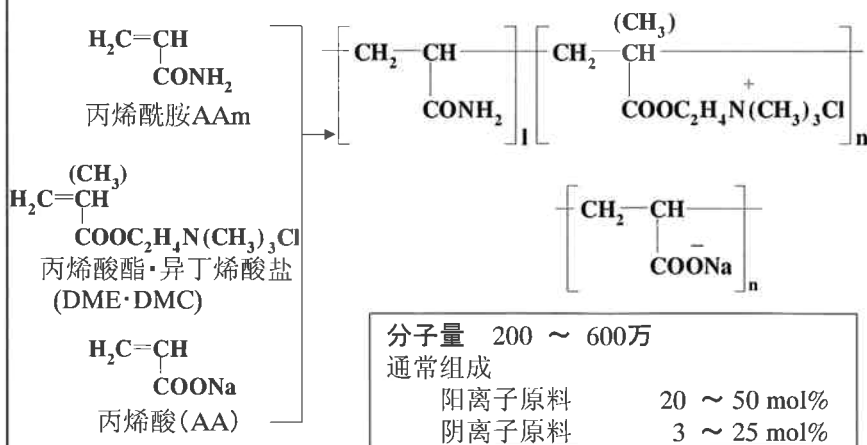 H₂C=CH
CONH₂
丙烯酰胺AAm
(CH₃)
H₂C=CH
COOC₂H₄N(CH₃)₃Cl
丙烯酸酯·异丁烯酸盐
(DME·DMC)
H₂C=CH
COONa
丙烯酸(AA)
(CH₃)
CH₂—CH CH₂—CH
+
CONH₂ COOC₂H₄N(CH₃)₃Cl
l n
CH₂—CH
−
COONa
n
分子量 200 ~ 600万
通常组成
阳离子原料 20 ~ 50 mol%
阴离子原料 3 ~ 25 mol%